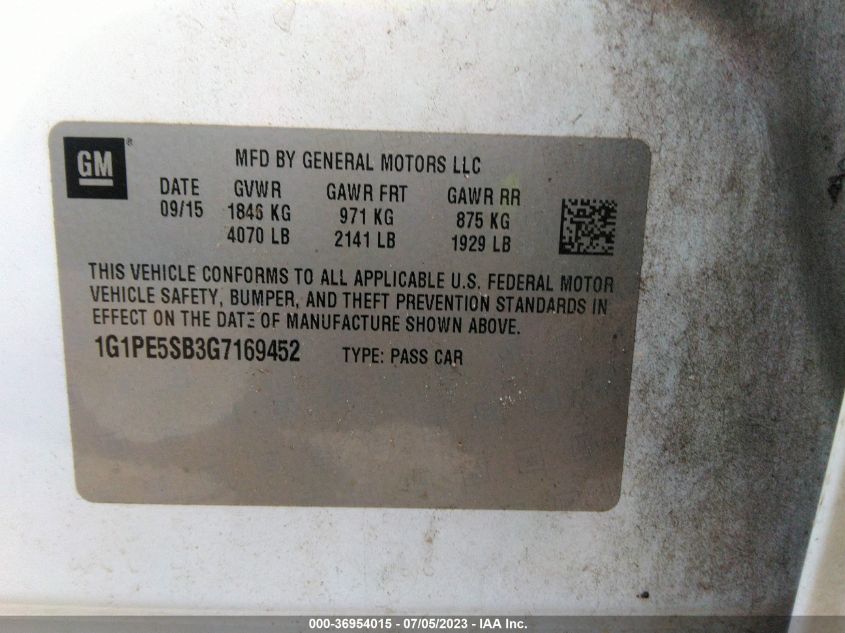 GM®
MFD BY GENERAL MOTORS LLC
DATE GVWR GAWR FRT GAWR RR
09/15 1846 KG 971 KG 875 KG
4070 LB 2141 LB 1929 LB
THIS VEHICLE CONFORMS TO ALL APPLICABLE U.S. FEDERAL MOTOR
VEHICLE SAFETY, BUMPER, AND THEFT PREVENTION STANDARDS IN
EFFECT ON THE DATE OF MANUFACTURE SHOWN ABOVE.
1G1PE5SB3G7169452 TYPE: PASS CAR
000-36954015 - 07/05/2023 - IAA Inc.